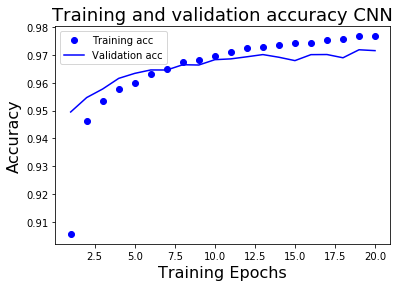 Training and validation accuracy CNN
Training acc
Validation acc
0.98
0.97
0.96
0.95
0.94
0.93
0.92
0.91
Accuracy
2.5 5.0 7.5 10.0 12.5 15.0 17.5 20.0
Training Epochs